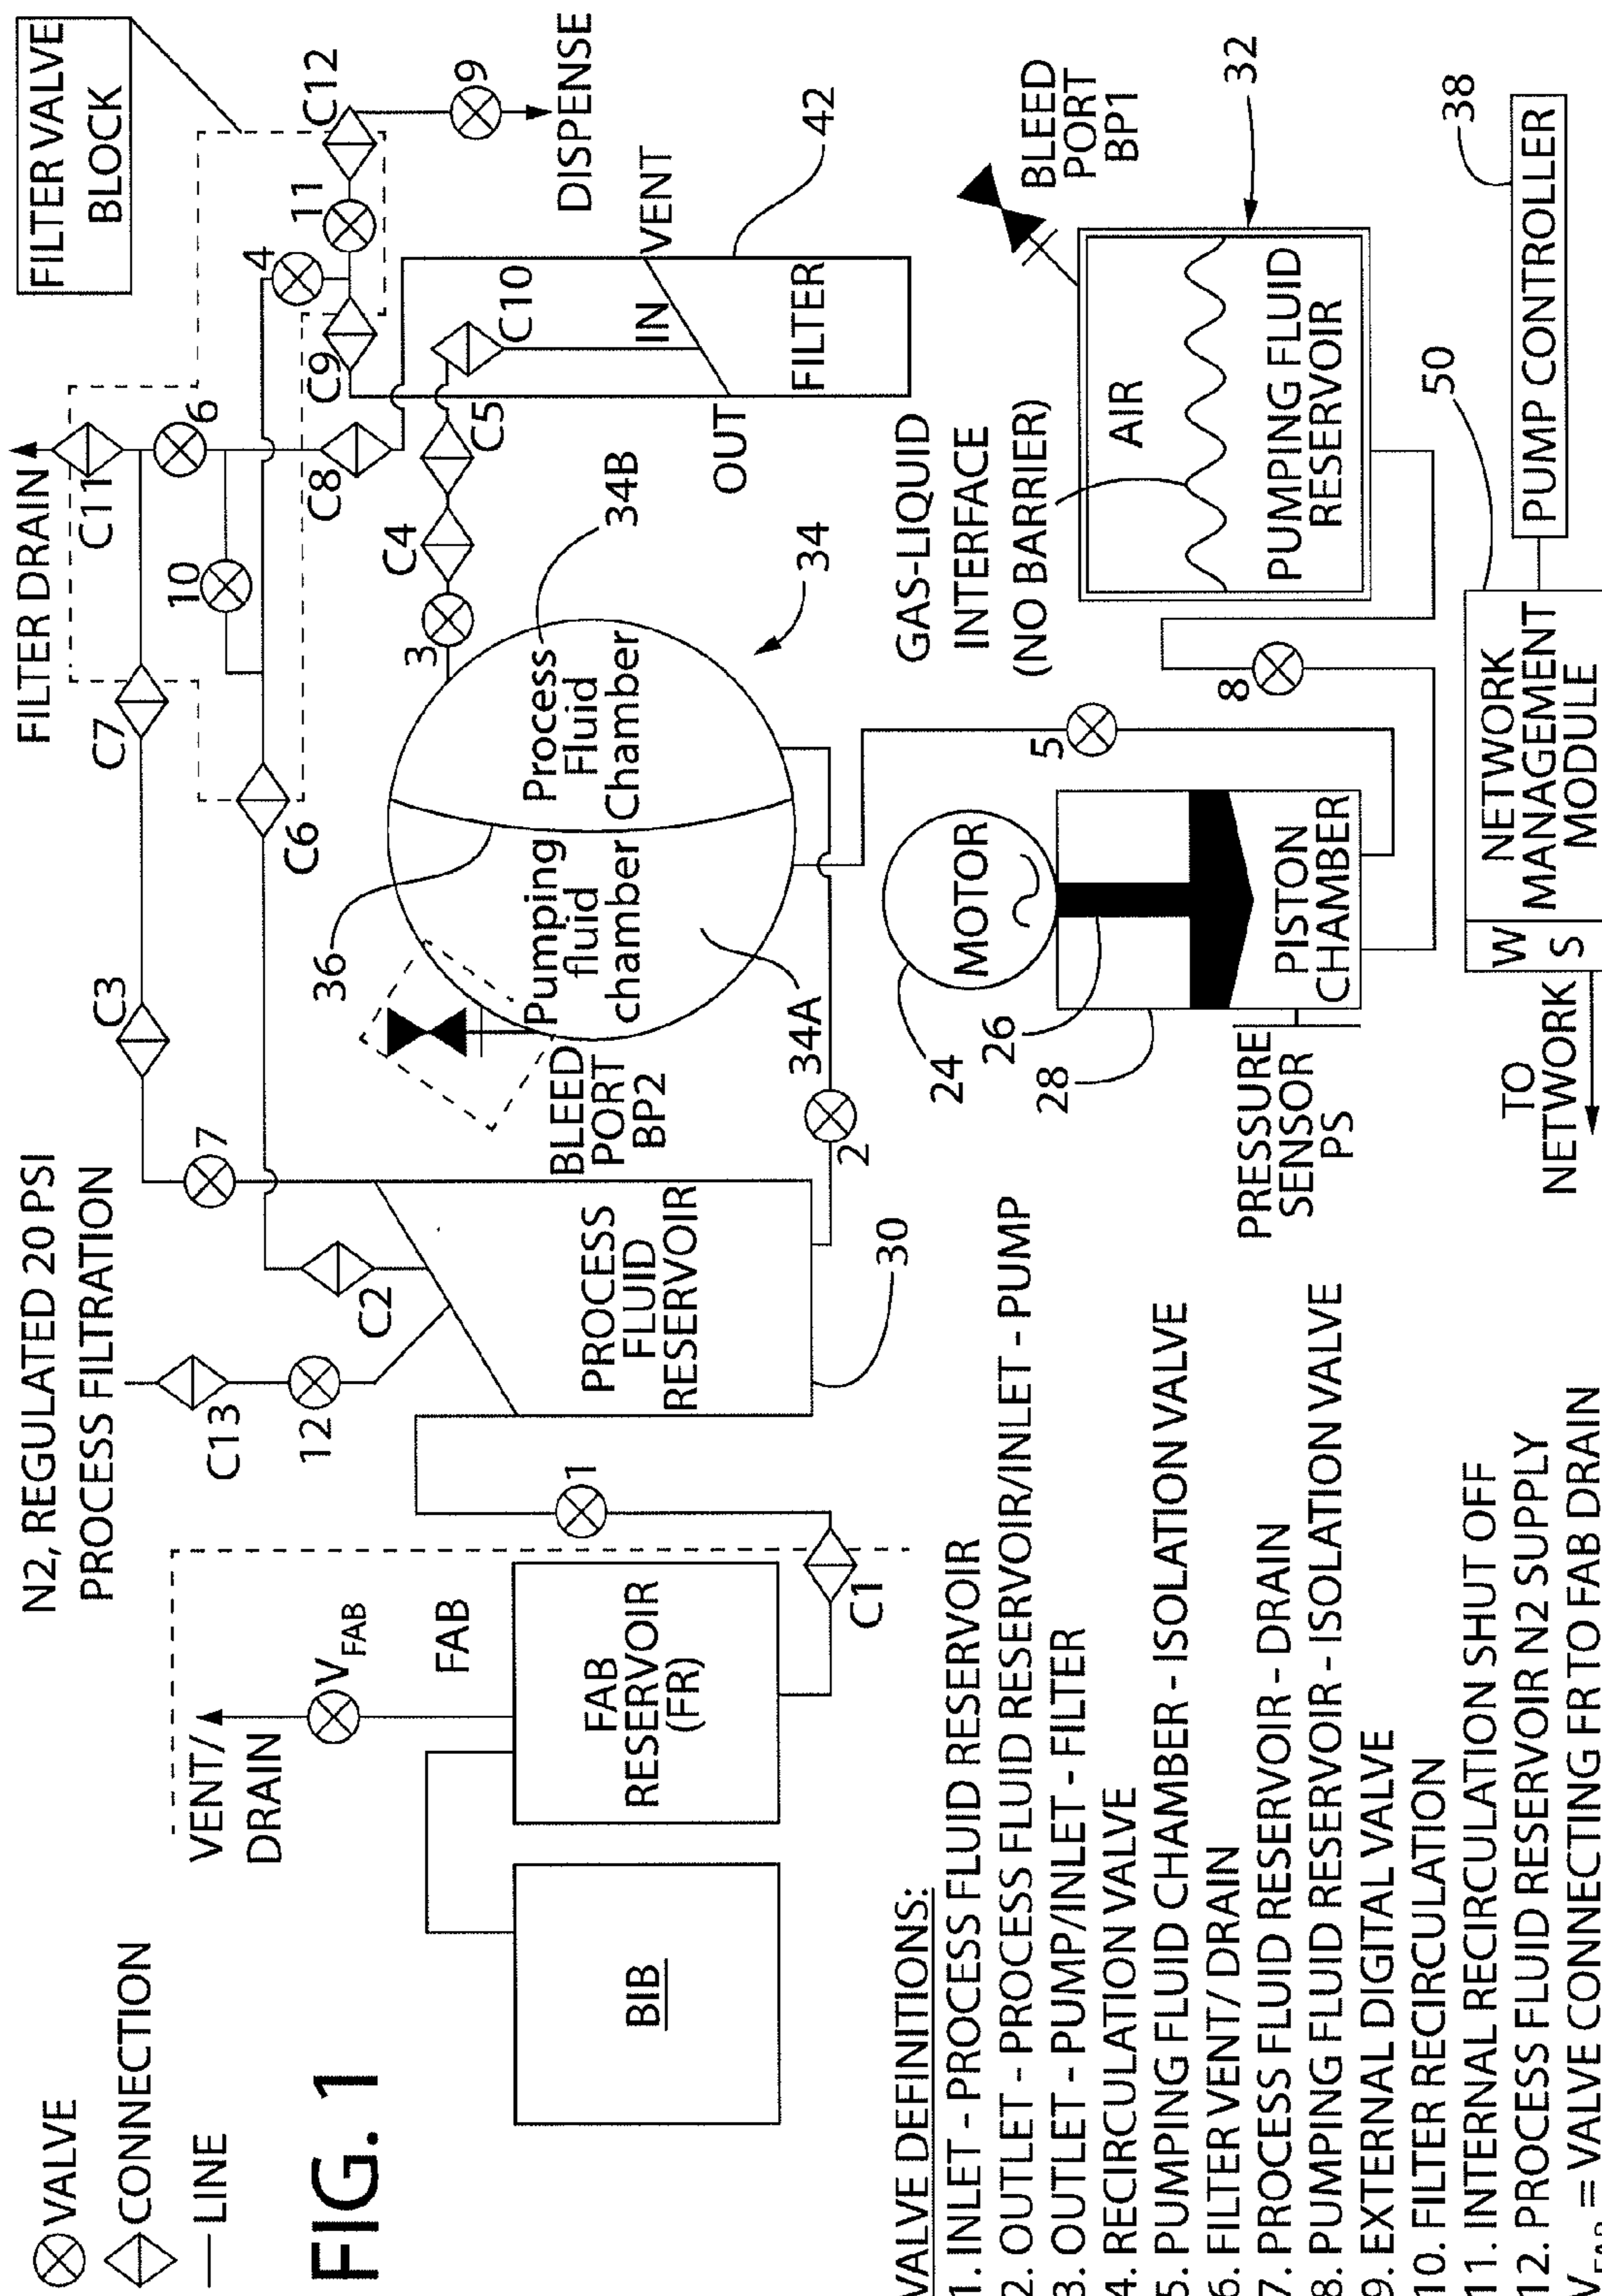 VALVE
CONNECTION
LINE
FIG. 1
N2, REGULATED 20 PSI
PROCESS FILTRATION
FILTER DRAIN
FILTER VALVE
BLOCK
VENT/
DRAIN
VFAB
FAB
BIB
FAB
RESERVOIR
(FR)
C1
1
C13
12
C2
7
C3
C6
C7
10
C11
6
C8
C9
4
11
C12
9
DISPENSE
PROCESS
FLUID
RESERVOIR
30
2
BLEED
PORT
BP2
36
Pumping
fluid
chamber
34A
Process
Fluid
Chamber
34B
34
3
C4
C5
C10
IN
VENT
OUT
FILTER
42
GAS-LIQUID
INTERFACE
(NO BARRIER)
AIR
PUMPING FLUID
RESERVOIR
BLEED
PORT
BP1
32
5
8
MOTOR
24
26
28
PISTON
CHAMBER
PRESSURE
SENSOR
PS
W
S
NETWORK
MANAGEMENT
MODULE
50
PUMP CONTROLLER
38
TO
NETWORK
VALVE DEFINITIONS:
1. INLET - PROCESS FLUID RESERVOIR
2. OUTLET - PROCESS FLUID RESERVOIR/INLET - PUMP
3. OUTLET - PUMP/INLET - FILTER
4. RECIRCULATION VALVE
5. PUMPING FLUID CHAMBER - ISOLATION VALVE
6. FILTER VENT/ DRAIN
7. PROCESS FLUID RESERVOIR - DRAIN
8. PUMPING FLUID RESERVOIR - ISOLATION VALVE
9. EXTERNAL DIGITAL VALVE
10. FILTER RECIRCULATION
11. INTERNAL RECIRCULATION SHUT OFF
12. PROCESS FLUID RESERVOIR N2 SUPPLY
VFAB = VALVE CONNECTING FR TO FAB DRAIN